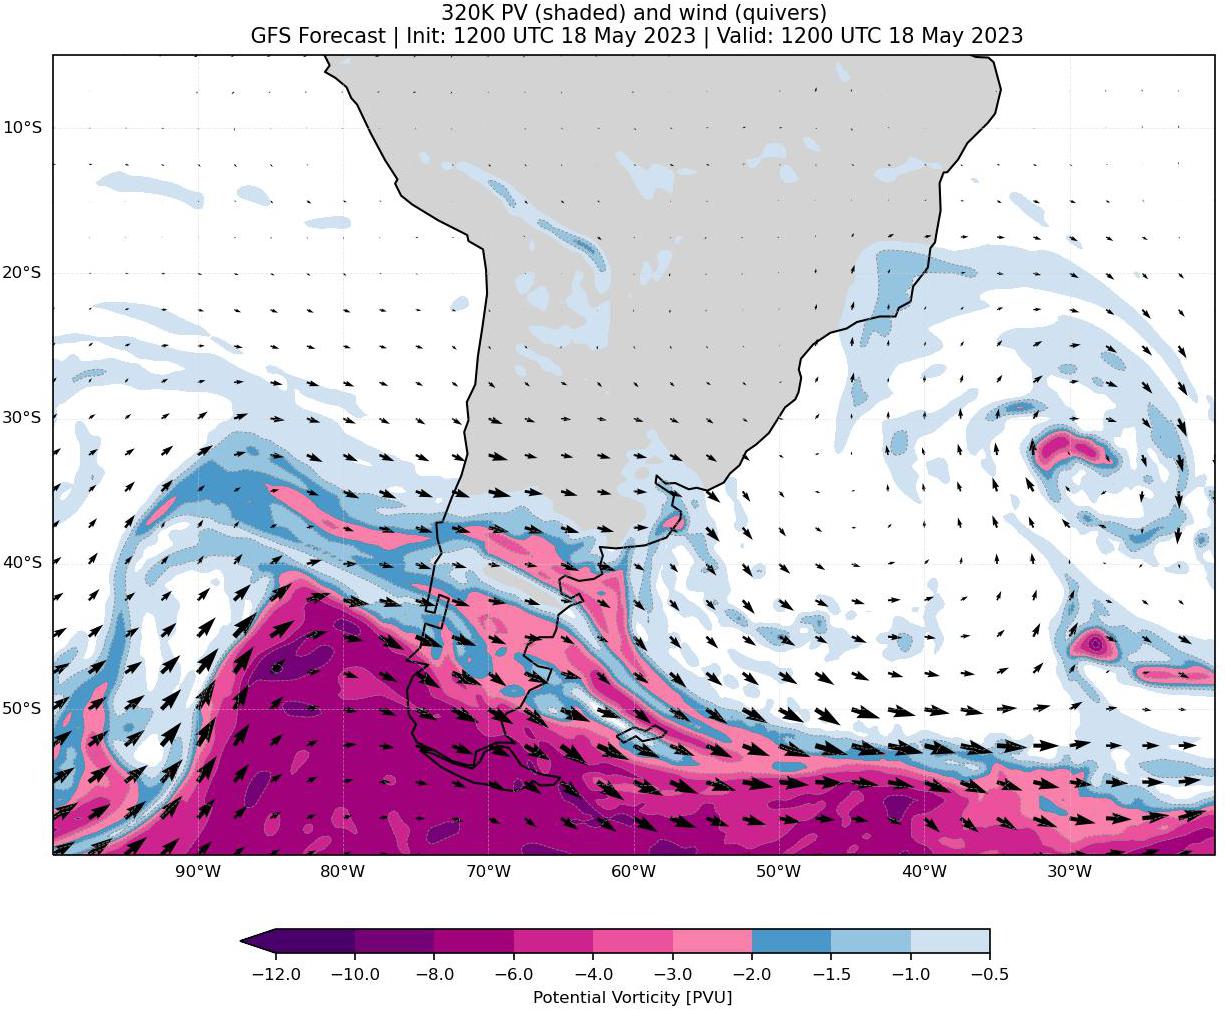 320K PV (shaded) and wind (quivers)
GFS Forecast | Init: 1200 UTC 18 May 2023 | Valid: 1200 UTC 18 May 2023
10°S
20°S
30°S
40°S
50°S
90°W 80°W 70°W 60°W 50°W 40°W 30°W
−12.0 −10.0 −8.0 −6.0 −4.0 −3.0 −2.0 −1.5 −1.0 −0.5
Potential Vorticity [PVU]